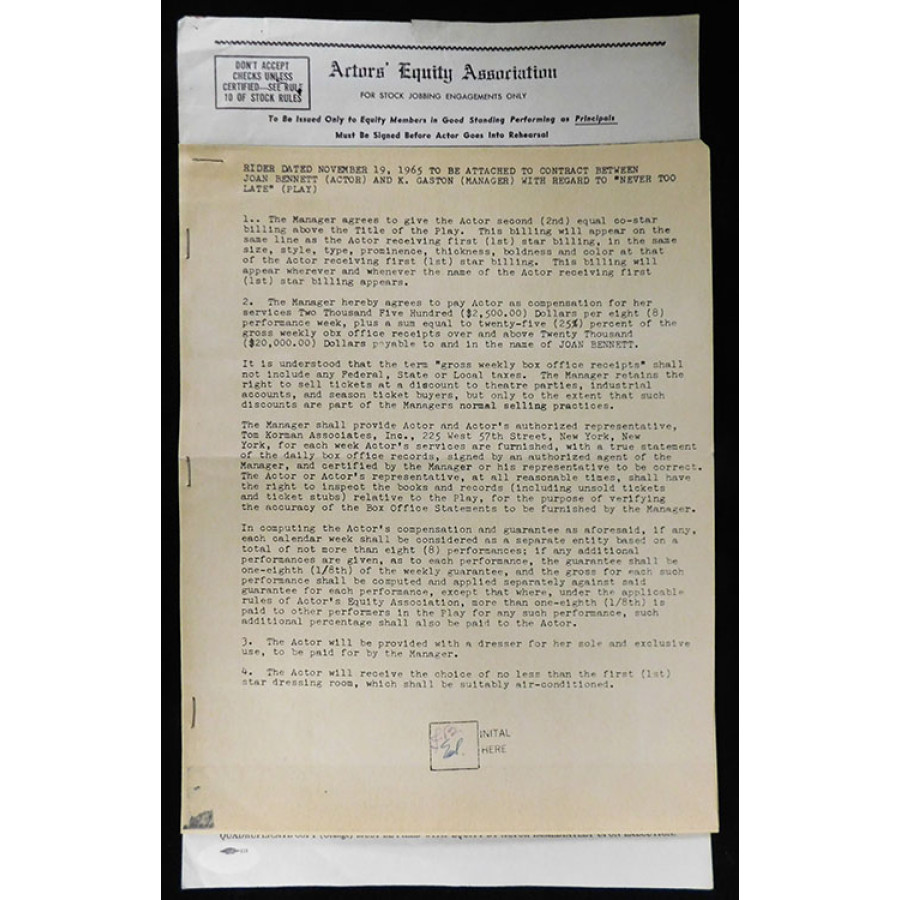 DON'T ACCEPT
CHECKS UNLESS
CERTIFIED—SEE RULE
10 OF STOCK RULES
Actors' Equity Association
FOR STOCK JOBBING ENGAGEMENTS ONLY
To Be Issued Only to Equity Members in Good Standing Performing as Principals
Must Be Signed Before Actor Goes Into Rehearsal
RIDER DATED NOVEMBER 19, 1965 TO BE ATTACHED TO CONTRACT BETWEEN
JOAN BENNETT (ACTOR) AND K. GASTON (MANAGER) WITH REGARD TO "NEVER TOO
LATE" (PLAY)
1.. The Manager agrees to give the Actor second (2nd) equal co-star
billing above the Title of the Play. This billing will appear on the
same line as the Actor receiving first (1st) star billing, in the same
size, style, type, prominence, thickness, boldness and color at that
of the Actor receiving first (1st) star billing. This billing will
appear wherever and whenever the name of the Actor receiving first
(1st) star billing appears.
2. The Manager hereby agrees to pay Actor as compensation for her
services Two Thousand Five Hundred ($2,500.00) Dollars per eight (8)
performance week, plus a sum equal to twenty-five (25%) percent of the
gross weekly obx office receipts over and above Twenty Thousand
($20,000.00) Dollars payable to and in the name of JOAN BENNETT.
It is understood that the term "gross weekly box office receipts" shall
not include any Federal, State or Local taxes. The Manager retains the
right to sell tickets at a discount to theatre parties, industrial
accounts, and season ticket buyers, but only to the extent that such
discounts are part of the Managers normal selling practices.
The Manager shall provide Actor and Actor's authorized representative,
Tom Korman Associates, Inc., 225 West 57th Street, New York, New
York, for each week Actor's services are furnished, with a true statement
of the daily box office records, signed by an authorized agent of the
Manager, and certified by the Manager or his representative to be correct.
The Actor or Actor's representative, at all reasonable times, shall have
the right to inspect the books and records (including unsold tickets
and ticket stubs) relative to the Play, for the purpose of verifying
the accuracy of the Box Office Statements to be furnished by the Manager.
In computing the Actor's compensation and guarantee as aforesaid, if any,
each calendar week shall be considered as a separate entity based on a
total of not more than eight (8) performances; if any additional
performances are given, as to each performance, the guarantee shall be
one-eighth (1/8th) of the weekly guarantee, and the gross for each such
performance shall be computed and applied separately against said
guarantee for each performance, except that where, under the applicable
rules of Actor's Equity Association, more than one-eighth (1/8th) is
paid to other performers in the Play for any such performance, such
additional percentage shall also be paid to the Actor.
3. The Actor will be provided with a dresser for her sole and exclusive
use, to be paid for by the Manager.
4. The Actor will receive the choice of no less than the first (1st)
star dressing room, which shall be suitably air-conditioned.
INITAL
HERE